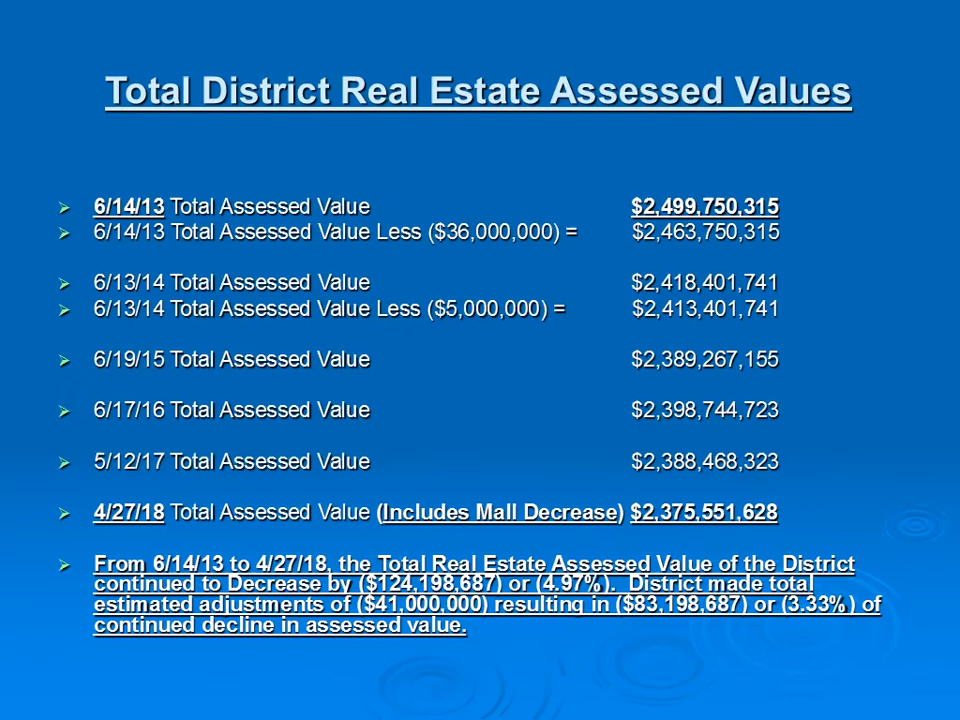 Total District Real Estate Assessed Values
6/14/13 Total Assessed Value $2,499,750,315
6/14/13 Total Assessed Value Less ($36,000,000) = $2,463,750,315
6/13/14 Total Assessed Value $2,418,401,741
6/13/14 Total Assessed Value Less ($5,000,000) = $2,413,401,741
6/19/15 Total Assessed Value $2,389,267,155
6/17/16 Total Assessed Value $2,398,744,723
5/12/17 Total Assessed Value $2,388,468,323
4/27/18 Total Assessed Value (Includes Mall Decrease) $2,375,551,628
From 6/14/13 to 4/27/18, the Total Real Estate Assessed Value of the District
continued to Decrease by ($124,198,687) or (4.97%). District made total
estimated adjustments of ($41,000,000) resulting in ($83,198,687) or (3.33%) of
continued decline in assessed value.